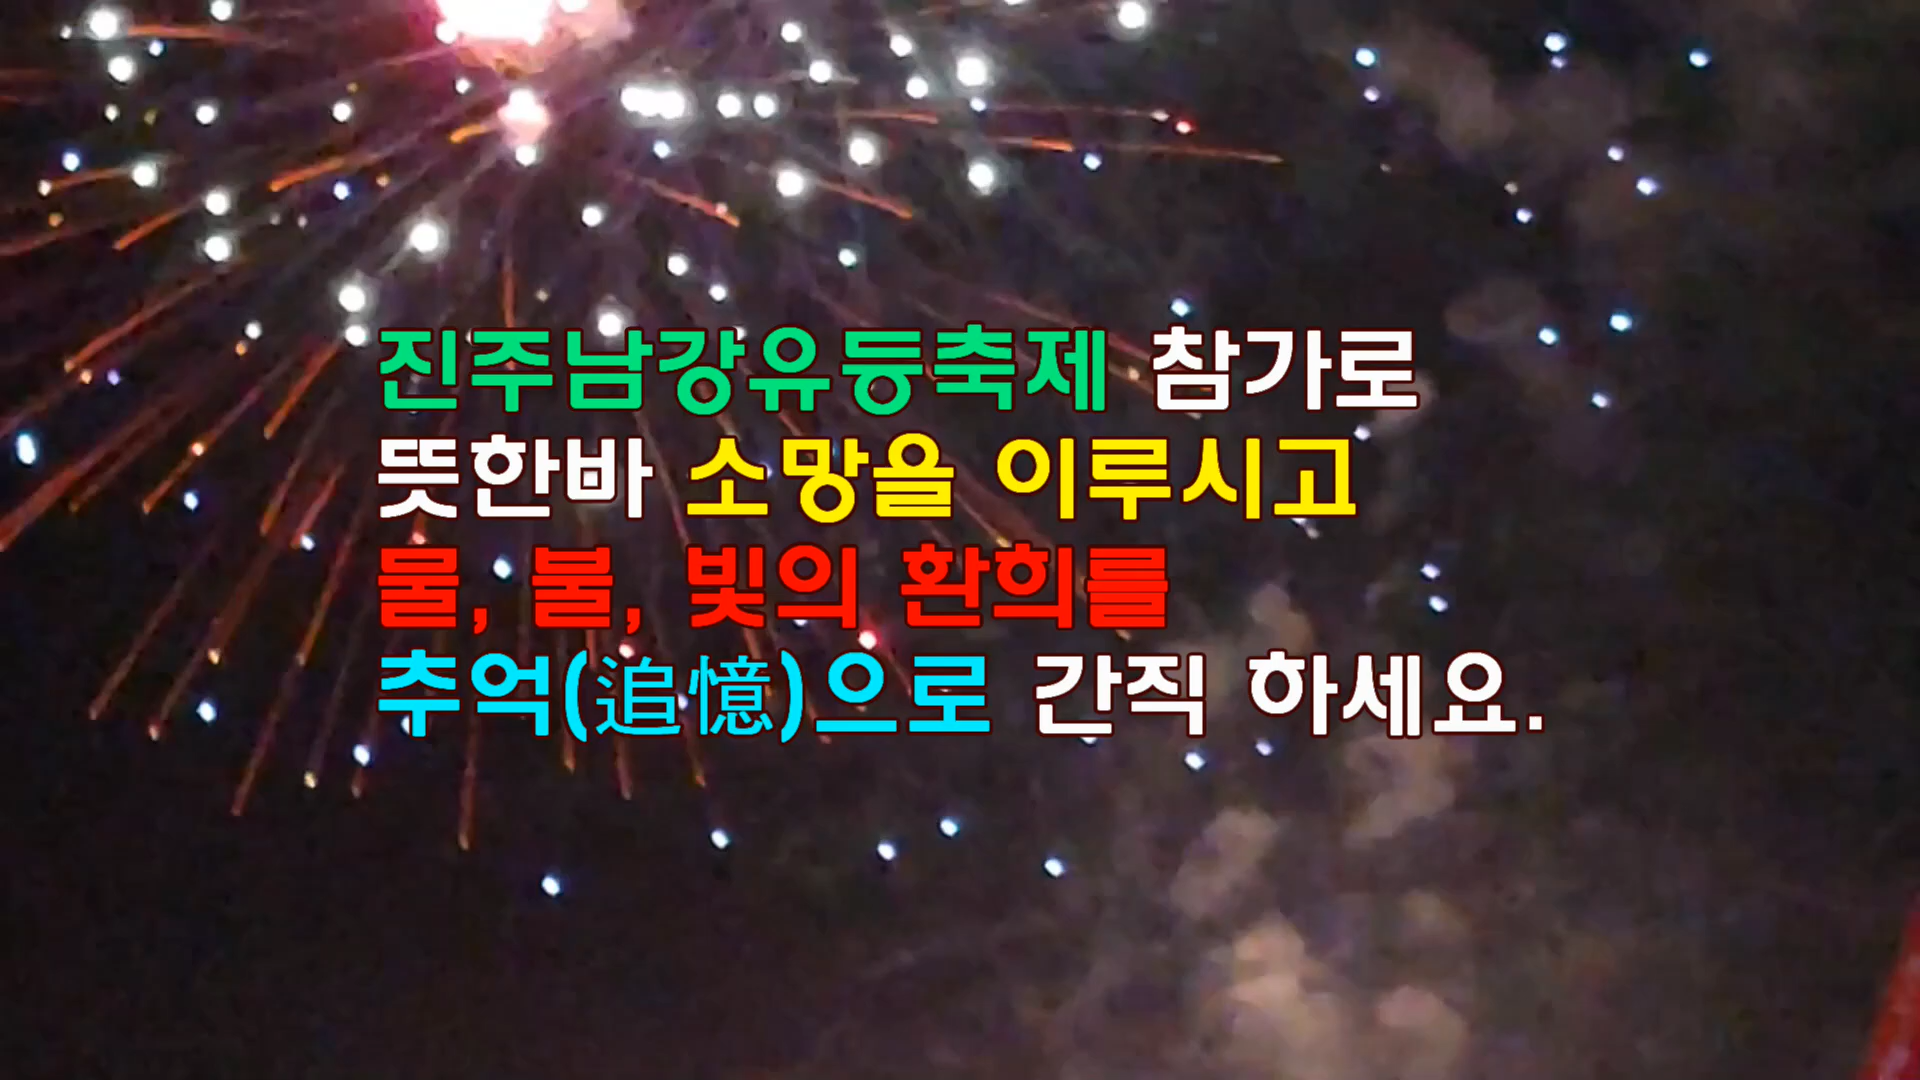 진주남강유등축제 참가로
뜻한바 소망을 이루시고
물, 불, 빛의 환희를
추억(追憶)으로 간직 하세요.